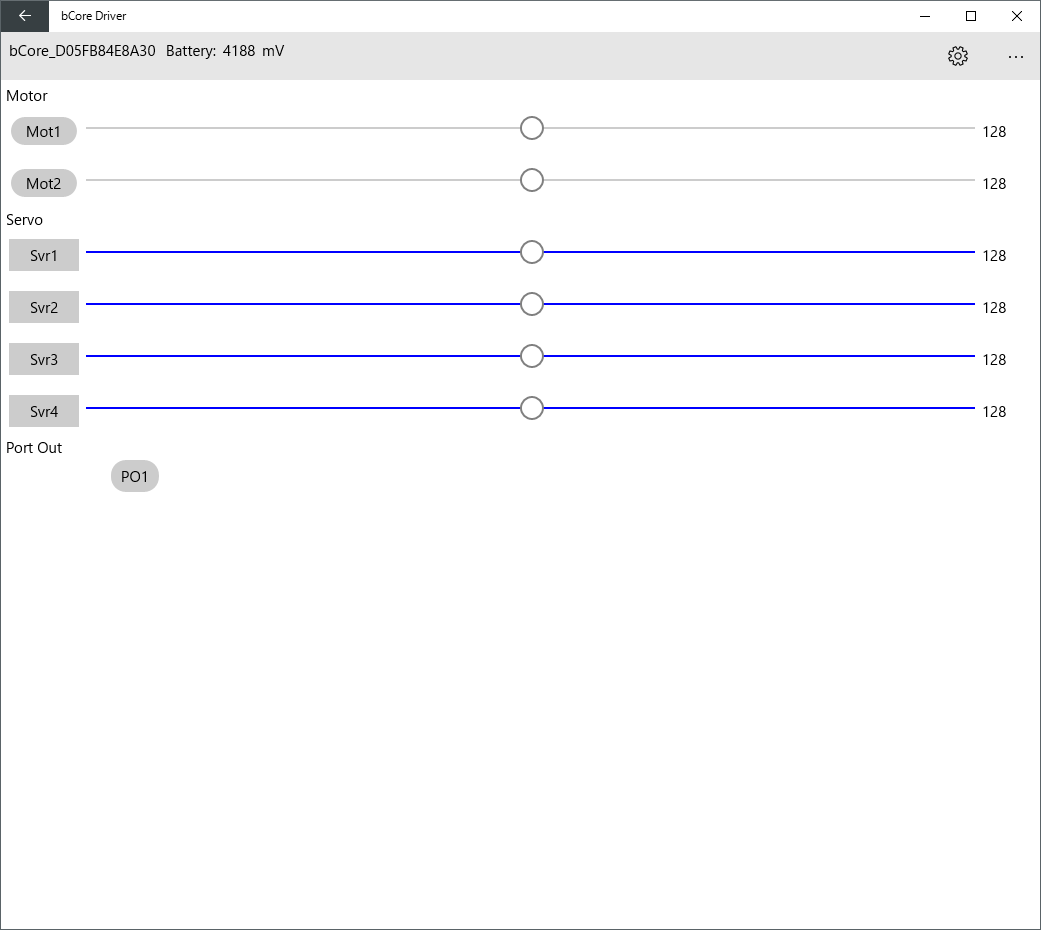 bCore Driver
bCore_D05FB84E8A30 Battery: 4188 mV
Motor
Mot1 128
Mot2 128
Servo
Svr1 128
Svr2 128
Svr3 128
Svr4 128
Port Out
PO1